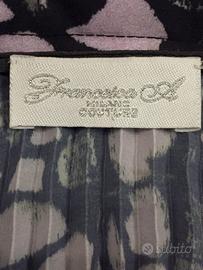 Francesca A
MILANO
COUTURE
subito